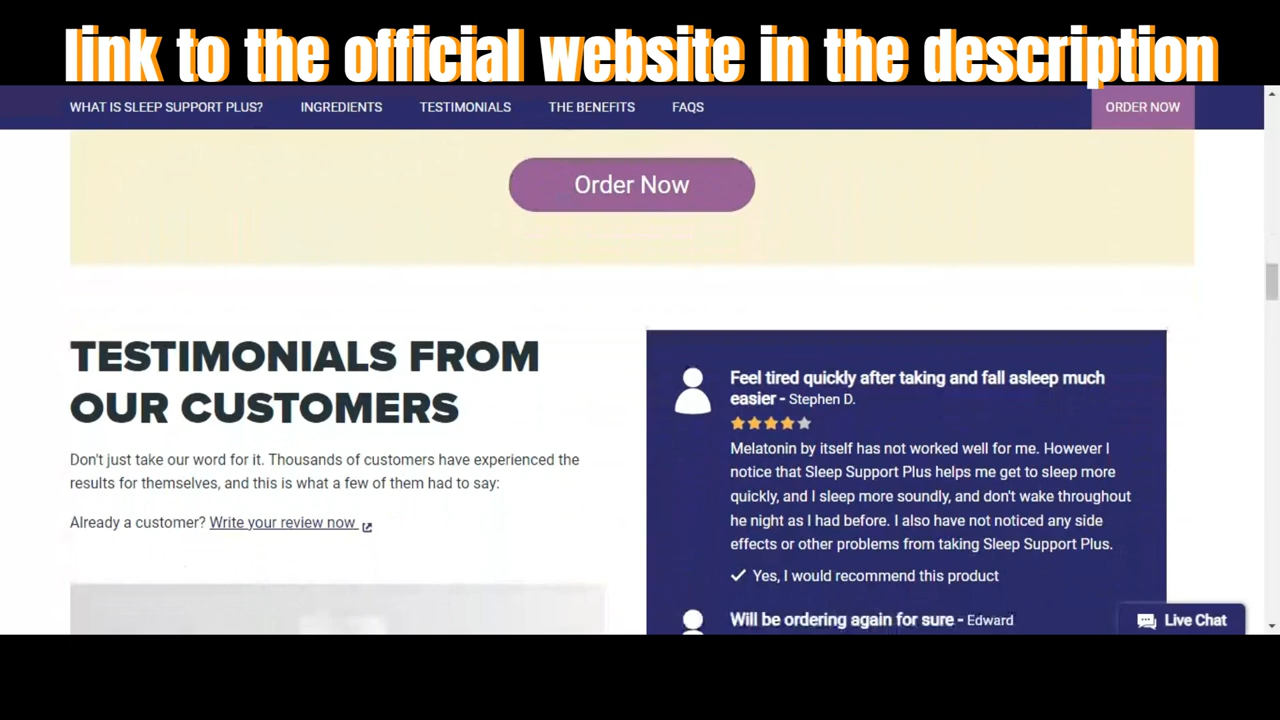 link to the official website in the description
WHAT IS SLEEP SUPPORT PLUS? INGREDIENTS TESTIMONIALS THE BENEFITS FAQS ORDER NOW
Order Now
TESTIMONIALS FROM
OUR CUSTOMERS
Don't just take our word for it. Thousands of customers have experienced the
results for themselves, and this is what a few of them had to say:
Already a customer? Write your review now
Feel tired quickly after taking and fall asleep much
easier - Stephen D.
Melatonin by itself has not worked well for me. However I
notice that Sleep Support Plus helps me get to sleep more
quickly, and I sleep more soundly, and don't wake throughout
he night as I had before. I also have not noticed any side
effects or other problems from taking Sleep Support Plus.
Yes, I would recommend this product
Will be ordering again for sure - Edward
Live Chat